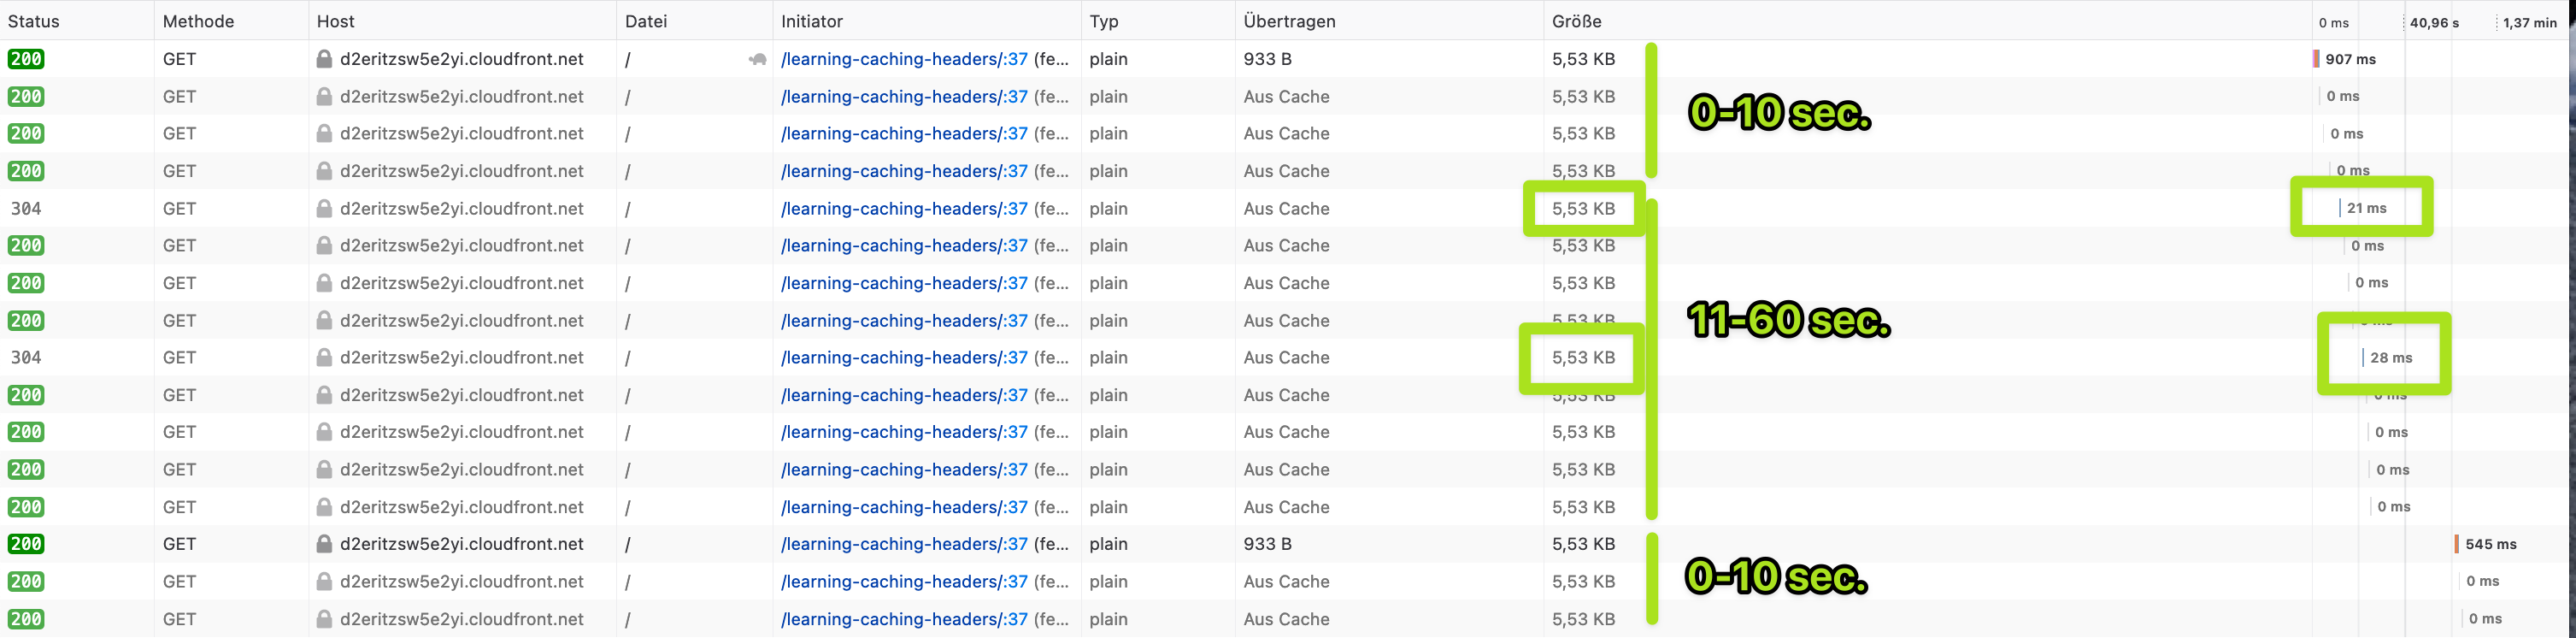 Status Methode Host Datei Initiator Typ Übertragen Größe 0 ms 40,96 s 1,37 min
200 GET d2eritzsw5e2yi.cloudfront.net / /learning-caching-headers/:37 (fe... plain 933 B 5,53 KB 907 ms
200 GET d2eritzsw5e2yi.cloudfront.net / /learning-caching-headers/:37 (fe... plain Aus Cache 5,53 KB 0 ms
0-10 sec.
200 GET d2eritzsw5e2yi.cloudfront.net / /learning-caching-headers/:37 (fe... plain Aus Cache 5,53 KB 0 ms
200 GET d2eritzsw5e2yi.cloudfront.net / /learning-caching-headers/:37 (fe... plain Aus Cache 5,53 KB 0 ms
304 GET d2eritzsw5e2yi.cloudfront.net / /learning-caching-headers/:37 (fe... plain Aus Cache 5,53 KB 21 ms
200 GET d2eritzsw5e2yi.cloudfront.net / /learning-caching-headers/:37 (fe... plain Aus Cache 5,53 KB 0 ms
200 GET d2eritzsw5e2yi.cloudfront.net / /learning-caching-headers/:37 (fe... plain Aus Cache 5,53 KB 0 ms
200 GET d2eritzsw5e2yi.cloudfront.net / /learning-caching-headers/:37 (fe... plain Aus Cache 5,53 KB 0 ms
11-60 sec.
304 GET d2eritzsw5e2yi.cloudfront.net / /learning-caching-headers/:37 (fe... plain Aus Cache 5,53 KB 28 ms
200 GET d2eritzsw5e2yi.cloudfront.net / /learning-caching-headers/:37 (fe... plain Aus Cache 5,53 KB 0 ms
200 GET d2eritzsw5e2yi.cloudfront.net / /learning-caching-headers/:37 (fe... plain Aus Cache 5,53 KB 0 ms
200 GET d2eritzsw5e2yi.cloudfront.net / /learning-caching-headers/:37 (fe... plain Aus Cache 5,53 KB 0 ms
200 GET d2eritzsw5e2yi.cloudfront.net / /learning-caching-headers/:37 (fe... plain Aus Cache 5,53 KB 0 ms
200 GET d2eritzsw5e2yi.cloudfront.net / /learning-caching-headers/:37 (fe... plain 933 B 5,53 KB 545 ms
200 GET d2eritzsw5e2yi.cloudfront.net / /learning-caching-headers/:37 (fe... plain Aus Cache 5,53 KB 0 ms
0-10 sec.
200 GET d2eritzsw5e2yi.cloudfront.net / /learning-caching-headers/:37 (fe... plain Aus Cache 5,53 KB 0 ms